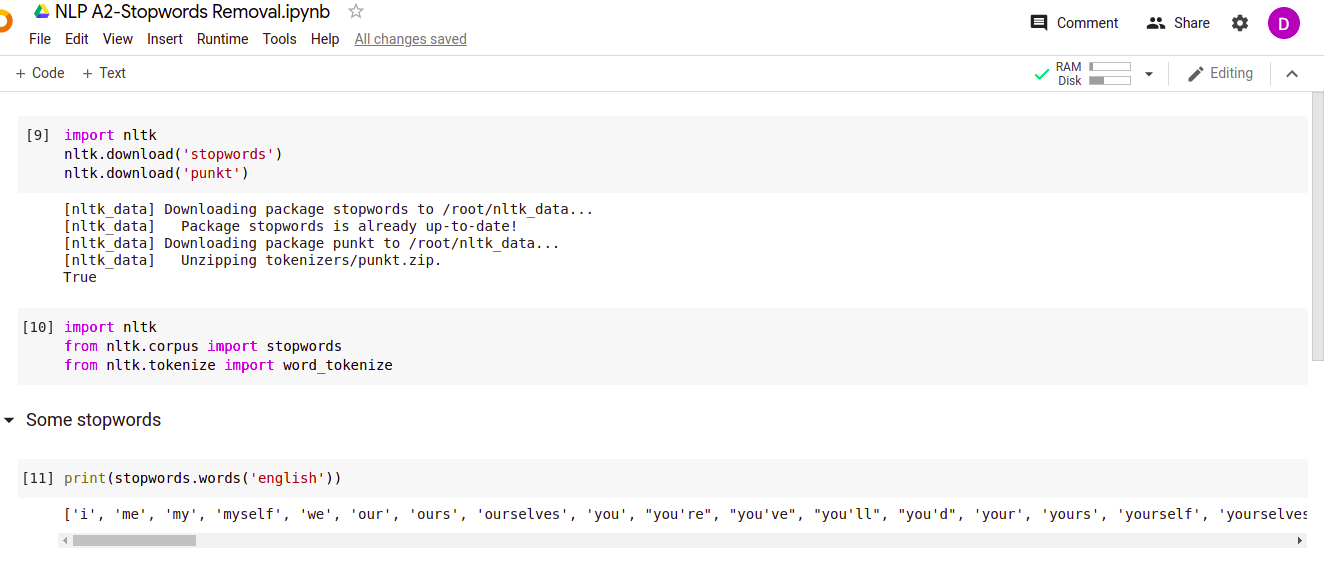 NLP A2-Stopwords Removal.ipynb
File Edit View Insert Runtime Tools Help All changes saved
Comment Share D
+ Code + Text
RAM
Disk
Editing
[9] import nltk
nltk.download('stopwords')
nltk.download('punkt')
[nltk_data] Downloading package stopwords to /root/nltk_data...
[nltk_data]   Package stopwords is already up-to-date!
[nltk_data] Downloading package punkt to /root/nltk_data...
[nltk_data]   Unzipping tokenizers/punkt.zip.
True
[10] import nltk
from nltk.corpus import stopwords
from nltk.tokenize import word_tokenize
Some stopwords
[11] print(stopwords.words('english'))
['i', 'me', 'my', 'myself', 'we', 'our', 'ours', 'ourselves', 'you', "you're", "you've", "you'll", "you'd", 'your', 'yours', 'yourself', 'yourselves